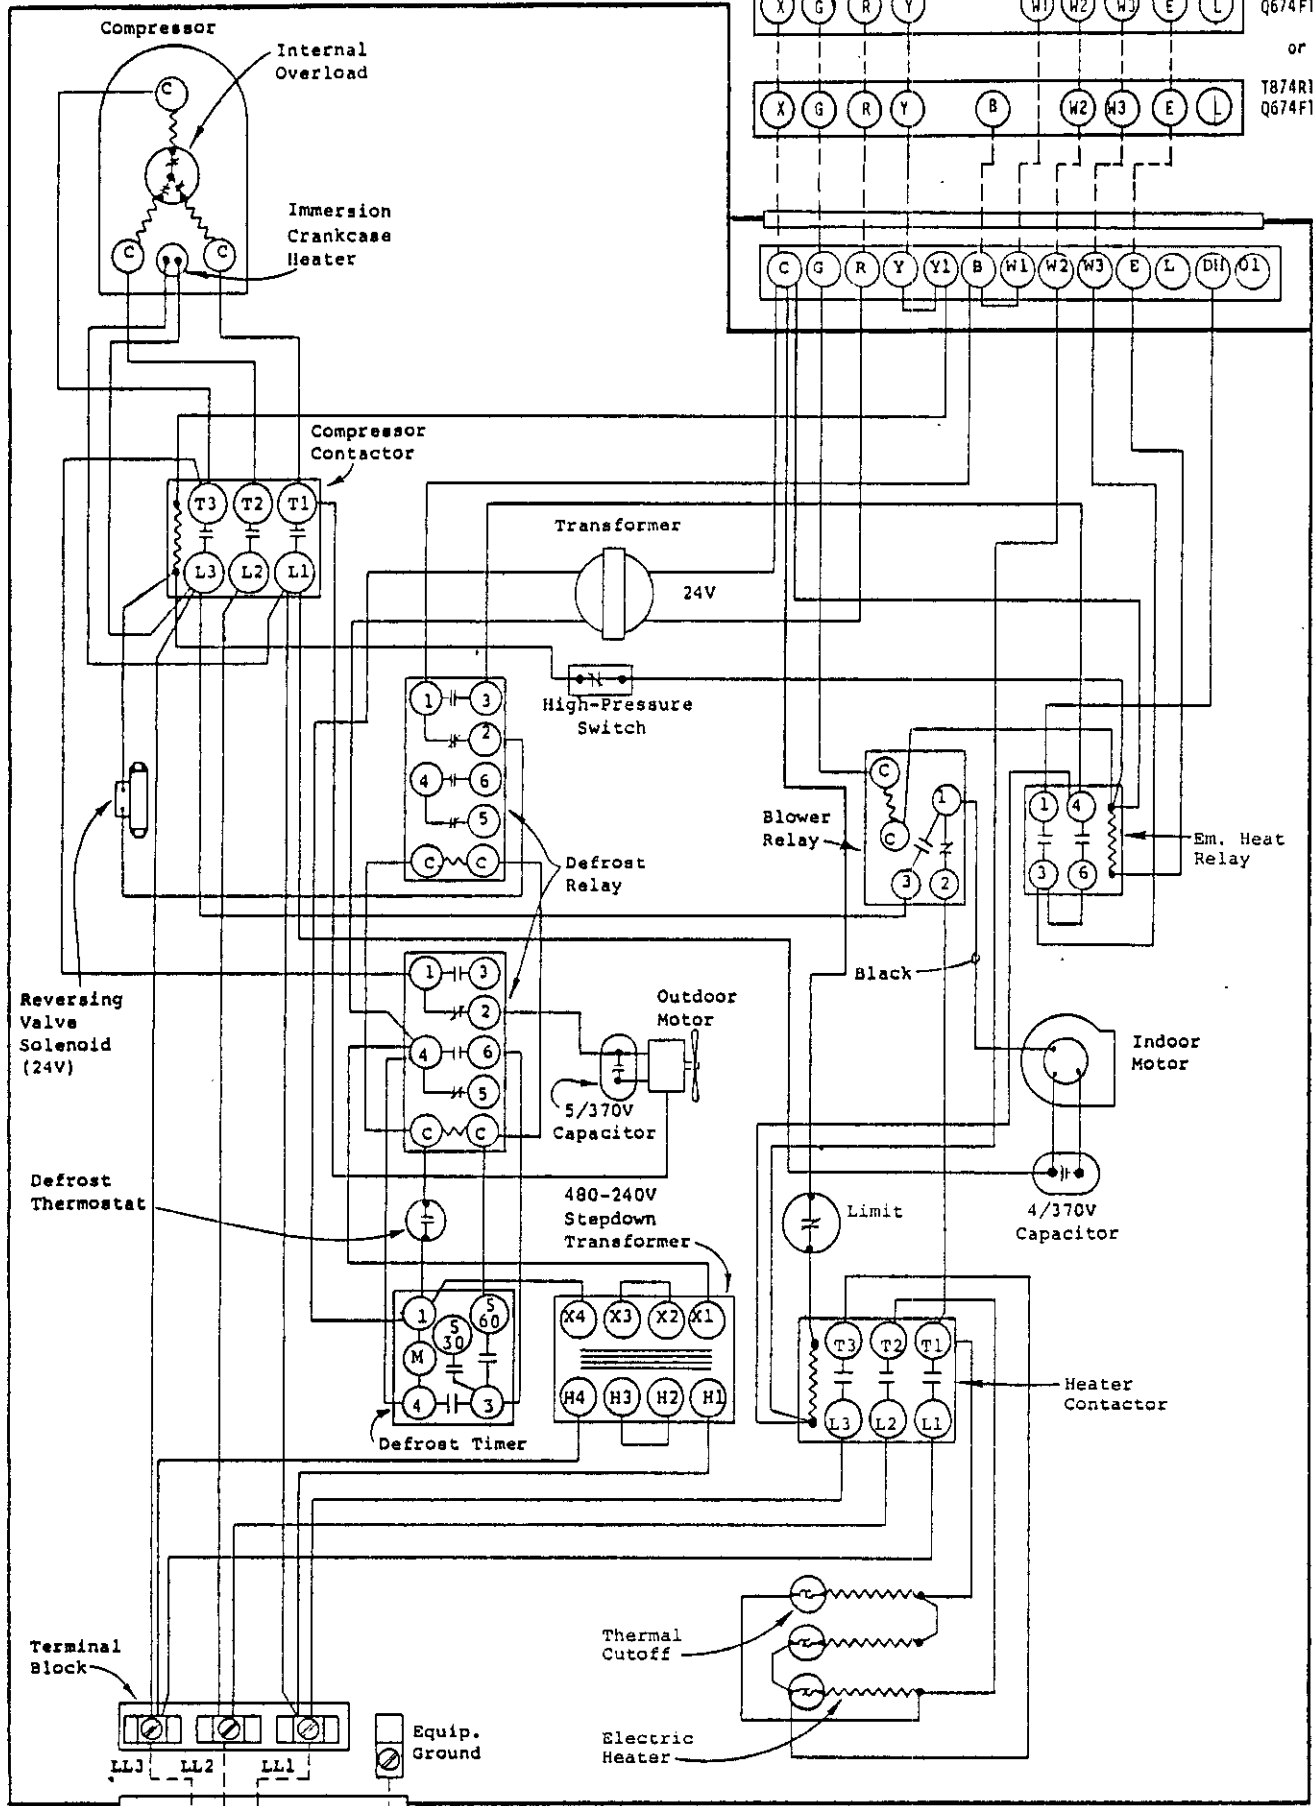 X G R Y W1 W2 W3 E L Q674F1
or
T874R1
X G R Y B W2 W3 E L Q674F1
Compressor
Internal
Overload
C
Immersion
Crankcase
Heater
C C
C G R Y Y1 B W1 W2 W3 E L DH O1
Compressor
Contactor
T3 T2 T1
L3 L2 L1
Transformer
24V
High-Pressure
Switch
1 3
2
4 6
5
C C
Defrost
Relay
Blower
Relay
C
1
C
3 2
1 4
3 6
Em. Heat
Relay
Black
Reversing
Valve
Solenoid
(24V)
1 3
2
4 6
5
C C
Outdoor
Motor
5/370V
Capacitor
Indoor
Motor
4/370V
Capacitor
Defrost
Thermostat
480-240V
Stepdown
Transformer
Limit
1 S
60
S
30
M
4 3
Defrost Timer
X4 X3 X2 X1
H4 H3 H2 H1
T3 T2 T1
L3 L2 L1
Heater
Contactor
Thermal
Cutoff
Electric
Heater
Terminal
Block
LL3 LL2 LL1
Equip.
Ground